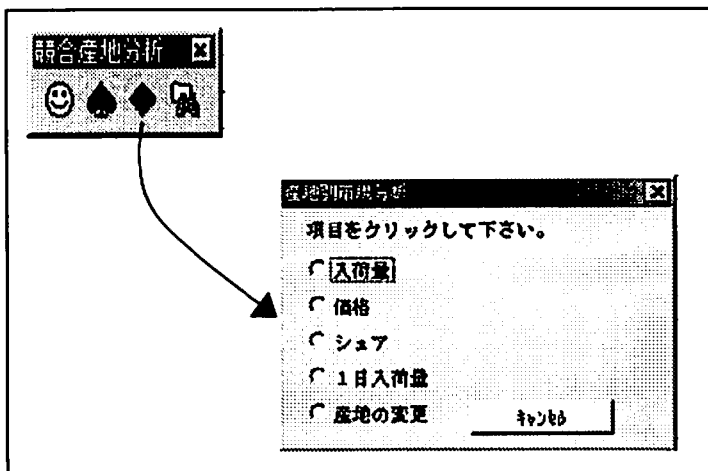 競合産地分析
産地別市場分析
項目をクリックして下さい。
入荷量
価格
シェア
1日入荷量
産地の変更
ｷｬﾝｾﾙ